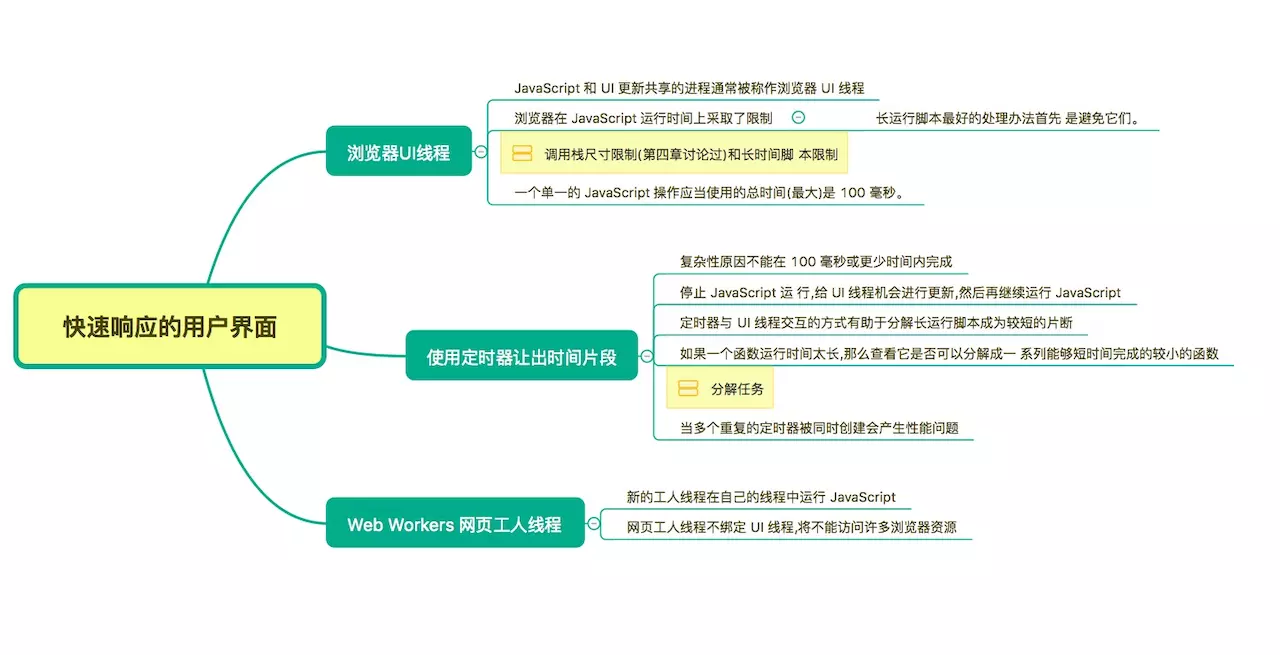 快速响应的用户界面
浏览器UI线程
JavaScript 和 UI 更新共享的进程通常被称作浏览器 UI 线程
浏览器在 JavaScript 运行时间上采取了限制
长运行脚本最好的处理办法首先 是避免它们。
调用栈尺寸限制(第四章讨论过)和长时间脚 本限制
一个单一的 JavaScript 操作应当使用的总时间(最大)是 100 毫秒。
使用定时器让出时间片段
复杂性原因不能在 100 毫秒或更少时间内完成
停止 JavaScript 运 行,给 UI 线程机会进行更新,然后再继续运行 JavaScript
定时器与 UI 线程交互的方式有助于分解长运行脚本成为较短的片断
如果一个函数运行时间太长,那么查看它是否可以分解成一 系列能够短时间完成的较小的函数
分解任务
当多个重复的定时器被同时创建会产生性能问题
Web Workers 网页工人线程
新的工人线程在自己的线程中运行 JavaScript
网页工人线程不绑定 UI 线程,将不能访问许多浏览器资源